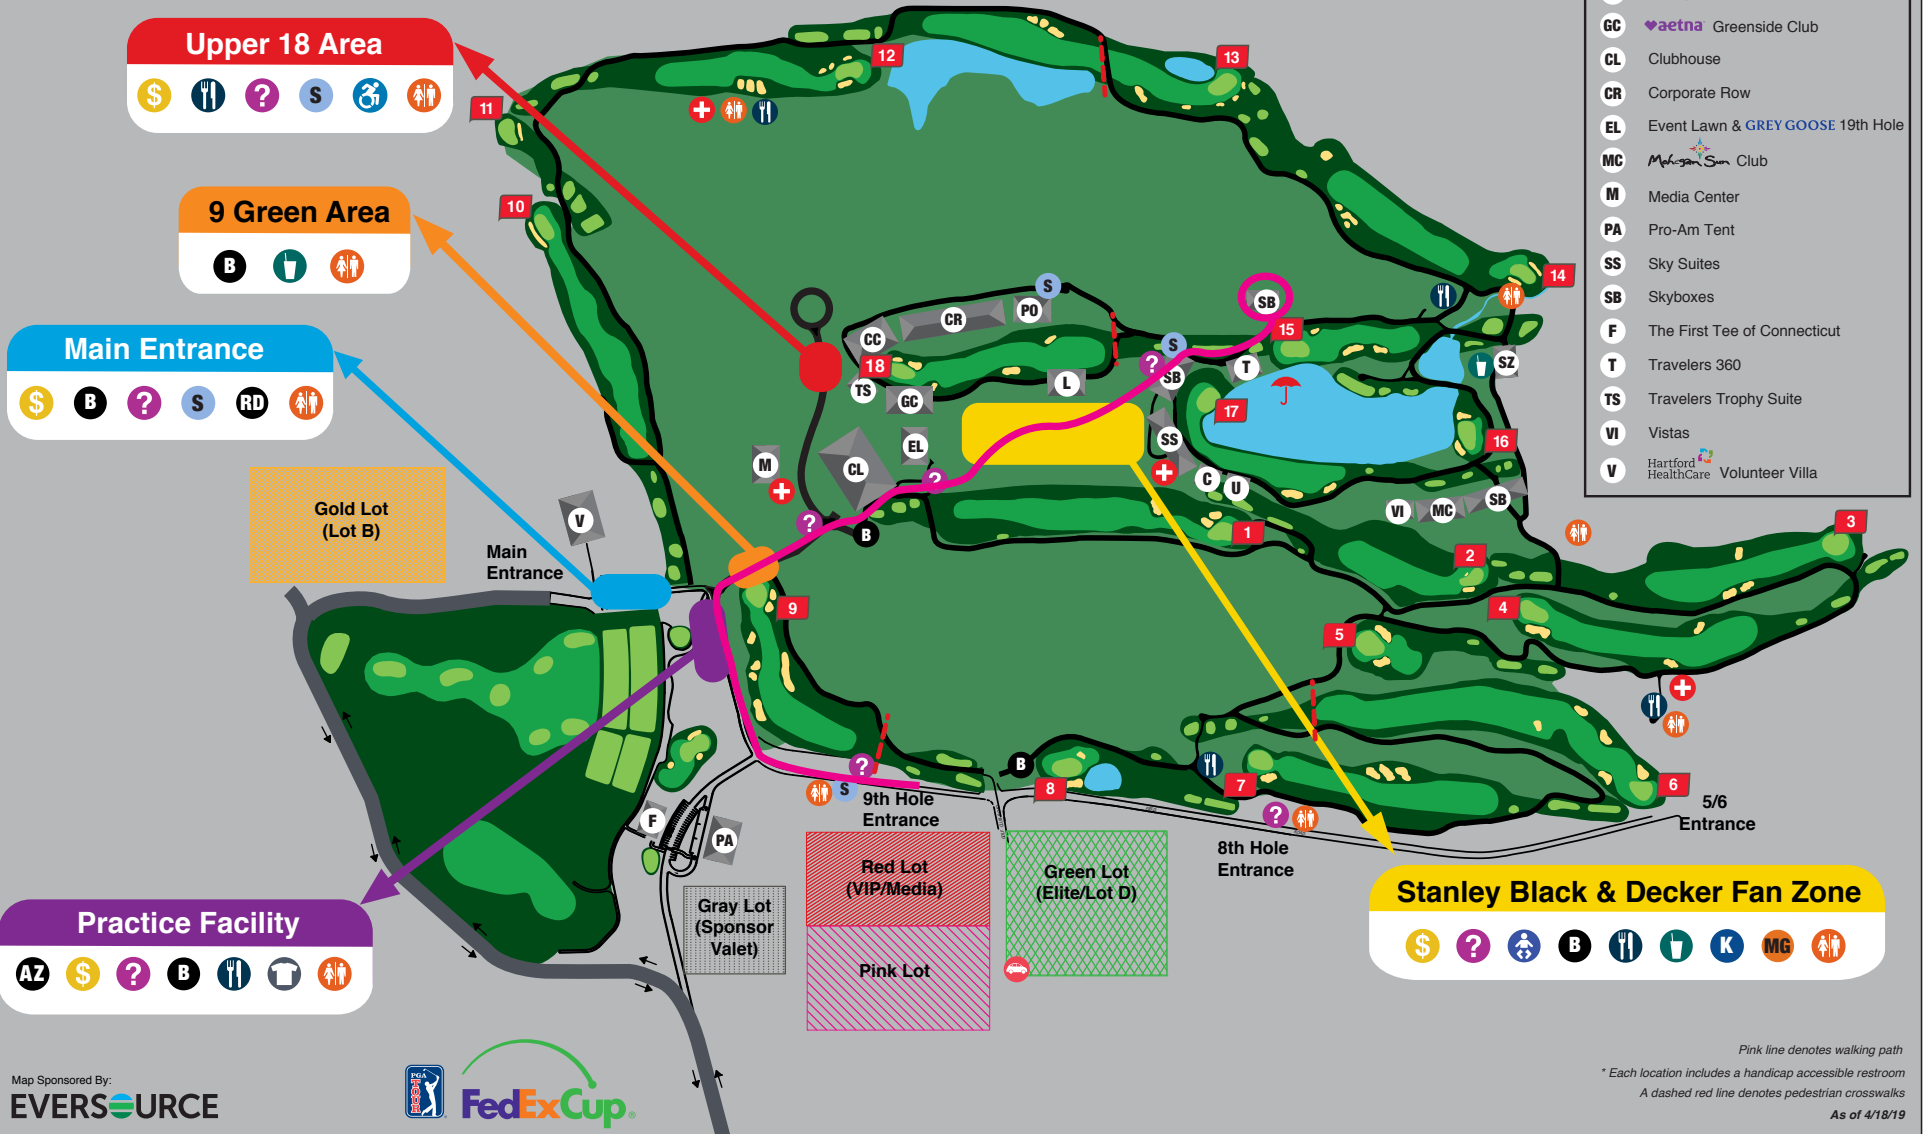 Upper 18 Area
$
?
S
9 Green Area
B
Main Entrance
$
B
?
S
RD
Gold Lot
(Lot B)
Main
Entrance
V
Practice Facility
AZ
$
?
B
Map Sponsored By:
EVERSOURCE
PGA
TOUR
FedExCup®
11
12
13
10
14
15
18
17
16
1
2
3
4
5
6
7
8
9
S
CC
CR
PO
SB
S
?
SB
T
SZ
TS
GC
L
EL
M
CL
SS
C
U
VI
MC
SB
?
?
B
?
S
B
?
F
PA
9th Hole
Entrance
8th Hole
Entrance
5/6
Entrance
Red Lot
(VIP/Media)
Pink Lot
Green Lot
(Elite/Lot D)
Gray Lot
(Sponsor
Valet)
Stanley Black & Decker Fan Zone
$
?
B
K
MG
GC aetna Greenside Club
CL Clubhouse
CR Corporate Row
EL Event Lawn & GREY GOOSE 19th Hole
MC Mohegan Sun Club
M Media Center
PA Pro-Am Tent
SS Sky Suites
SB Skyboxes
F The First Tee of Connecticut
T Travelers 360
TS Travelers Trophy Suite
VI Vistas
V Hartford HealthCare Volunteer Villa
Pink line denotes walking path
* Each location includes a handicap accessible restroom
A dashed red line denotes pedestrian crosswalks
As of 4/18/19